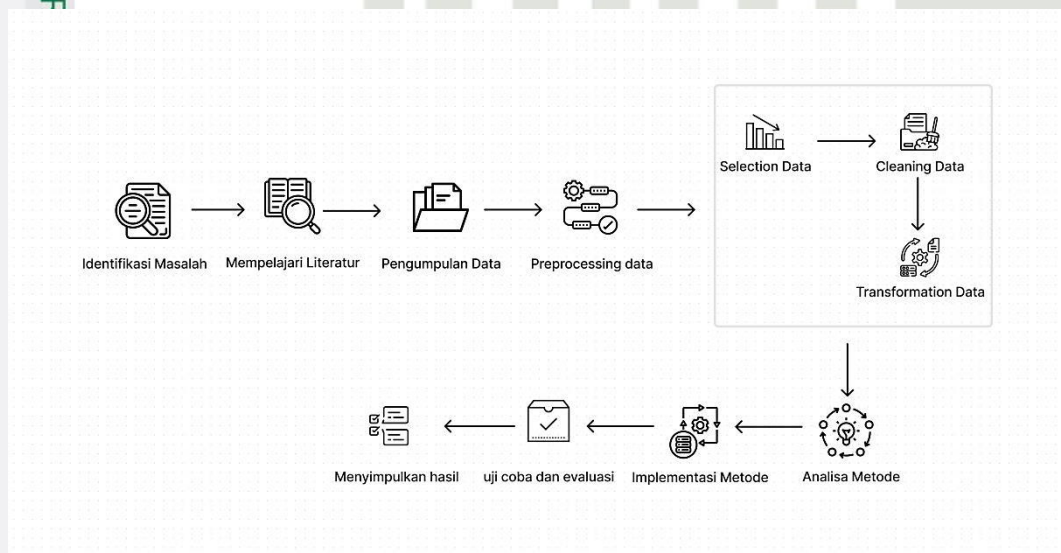 Identifikasi Masalah
Mempelajari Literatur
Pengumpulan Data
Preprocessing data
Selection Data
Cleaning Data
Transformation Data
Analisa Metode
Implementasi Metode
uji coba dan evaluasi
Menyimpulkan hasil